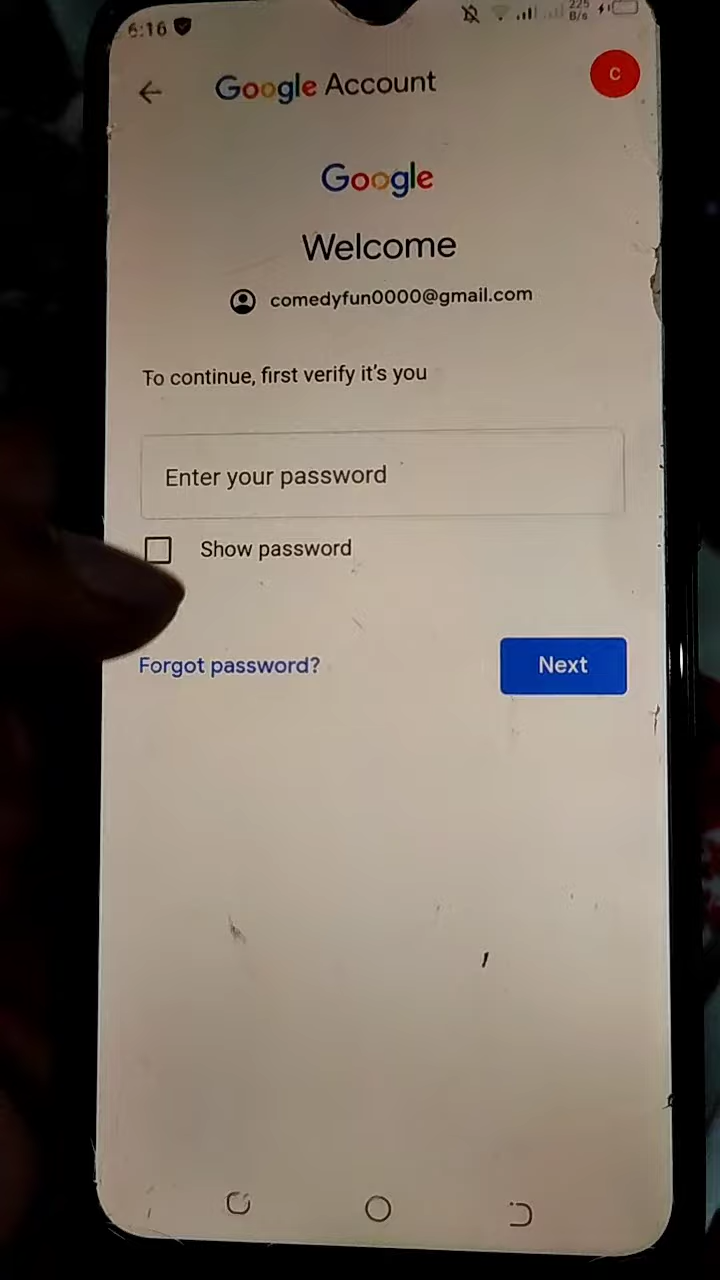 6:16
225
B/s
Google Account
C
Google
Welcome
comedyfun0000@gmail.com
To continue, first verify it's you
Enter your password
Show password
Forgot password?
Next